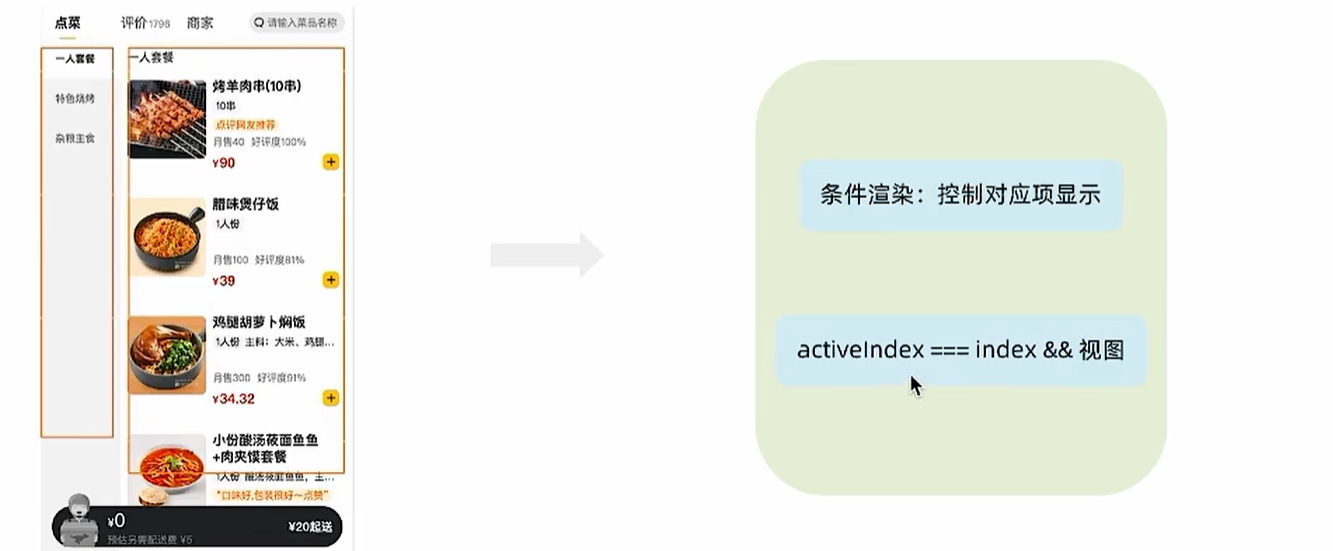 点菜
评价1796
商家
请输入菜品名称
一人套餐
特色烧烤
杂粮主食
一人套餐
烤羊肉串(10串)
10串
点评网友推荐
月售40 好评度100%
¥90
腊味煲仔饭
1人份
月售100 好评度81%
¥39
鸡腿胡萝卜焖饭
1人份 主料：大米、鸡腿...
月售300 好评度91%
¥34.32
小份酸汤莜面鱼鱼
+肉夹馍套餐
1人份 酸汤莜面鱼鱼，主...
“口味好,包装很好~点赞”
¥0
预估另需配送费 ¥5
¥20起送
条件渲染：控制对应项显示
activeIndex === index && 视图